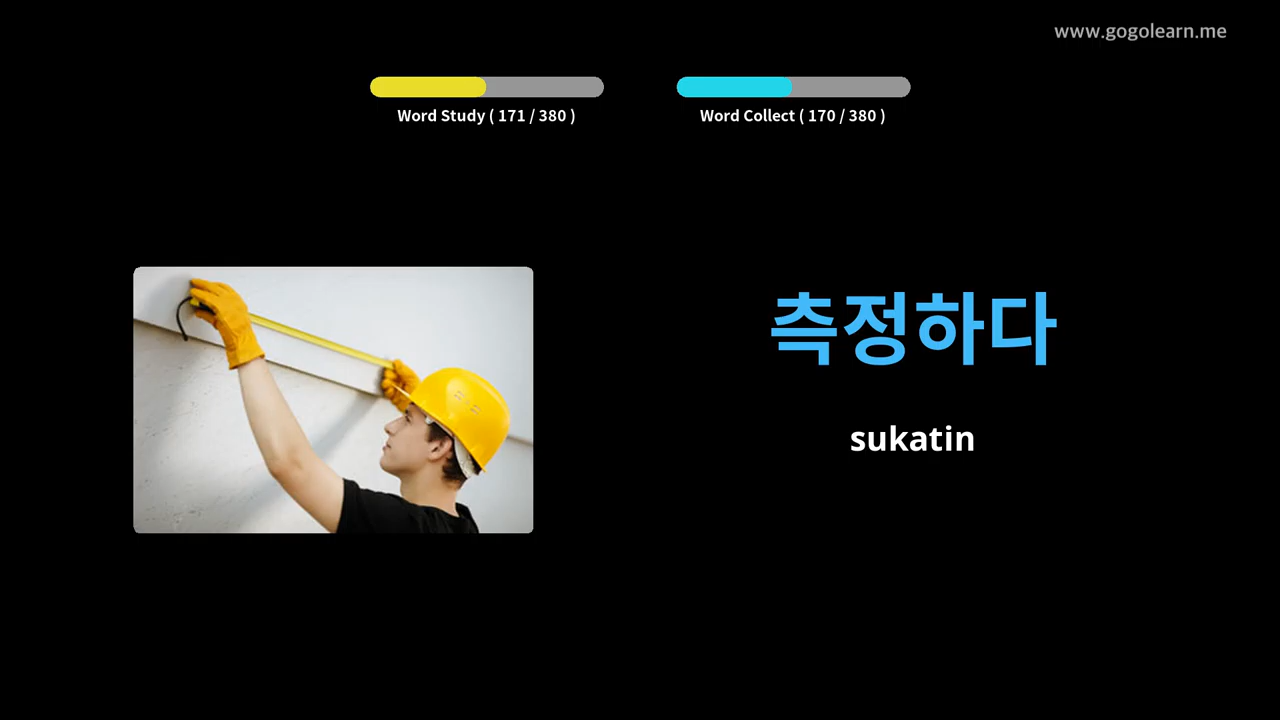 www.gogolearn.me
Word Study ( 171 / 380 )
Word Collect ( 170 / 380 )
측정하다
sukatin